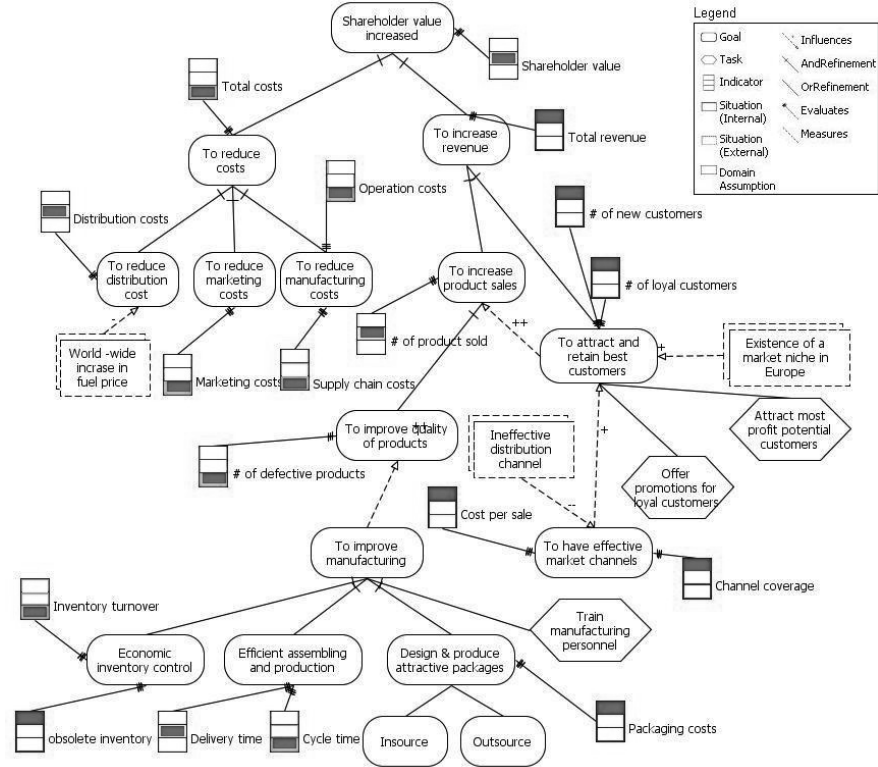 Shareholder value
increased
Shareholder value
Legend
Goal
Task
Indicator
Situation
(Internal)
Situation
(External)
Domain
Assumption
Influences
AndRefinement
OrRefinement
Evaluates
Measures
Total costs
Total revenue
To reduce
costs
To increase
revenue
Operation costs
Distribution costs
# of new customers
# of loyal customers
To reduce
distribution
cost
To reduce
marketing
costs
To reduce
manufacturing
costs
To increase
product sales
-
++
# of product sold
To attract and
retain best
customers
+
Existence of a
market niche in
Europe
World -wide
incrase in
fuel price
Marketing costs
Supply chain costs
Attract most
profit potential
customers
To improve quality
of products
++
Ineffective
distribution
channel
+
# of defective products
Offer
promotions for
loyal customers
--
Cost per sale
To improve
manufacturing
To have effective
market channels
Channel coverage
Inventory turnover
Train
manufacturing
personnel
Economic
inventory control
Efficient assembling
and production
Design & produce
attractive packages
obsolete inventory
Delivery time
Cycle time
Packaging costs
Insource
Outsource